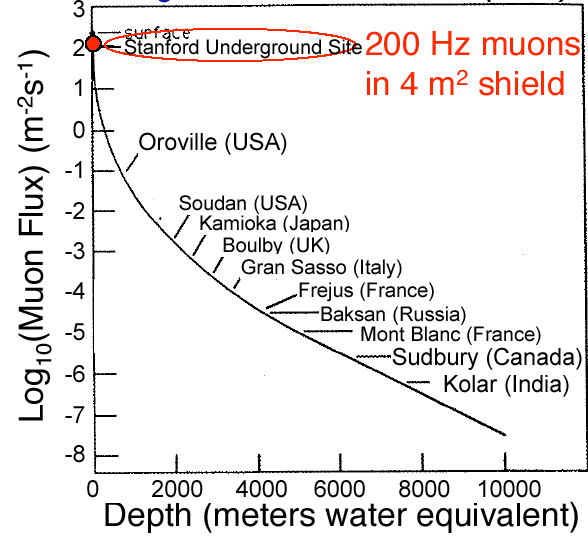 3
surface
Stanford Underground Site
200 Hz muons
in 4 m² shield
2
1
0
Oroville (USA)
-1
-2
Soudan (USA)
Kamioka (Japan)
-3
Boulby (UK)
Gran Sasso (Italy)
-4
Frejus (France)
Baksan (Russia)
-5
Mont Blanc (France)
Sudbury (Canada)
-6
Kolar (India)
-7
-8
Log₁₀(Muon Flux) (m⁻²s⁻¹)
0 2000 4000 6000 8000 10000
Depth (meters water equivalent)